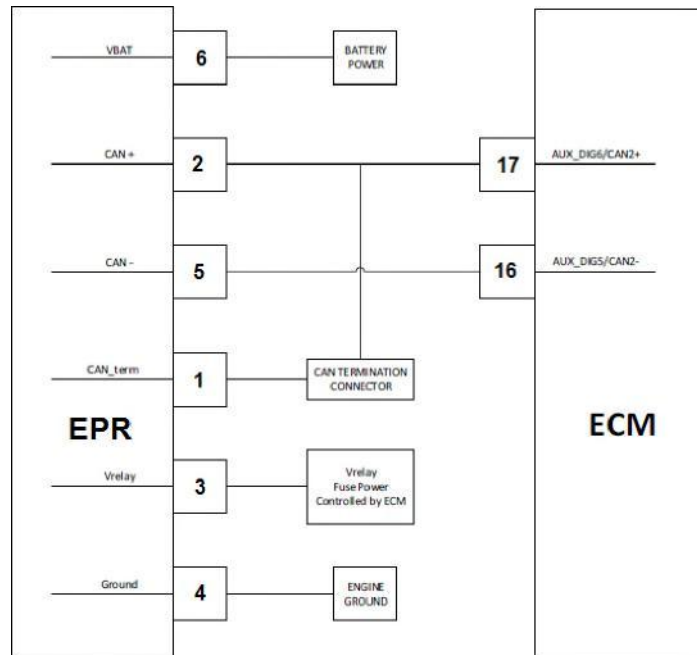 VBAT
6
BATTERY
POWER
CAN +
2
17
AUX_DIG6/CAN2+
CAN -
5
16
AUX_DIG5/CAN2-
CAN_term
1
CAN TERMINATION
CONNECTOR
EPR
ECM
Vrelay
3
Vrelay
Fuse Power
Controlled by ECM
Ground
4
ENGINE
GROUND